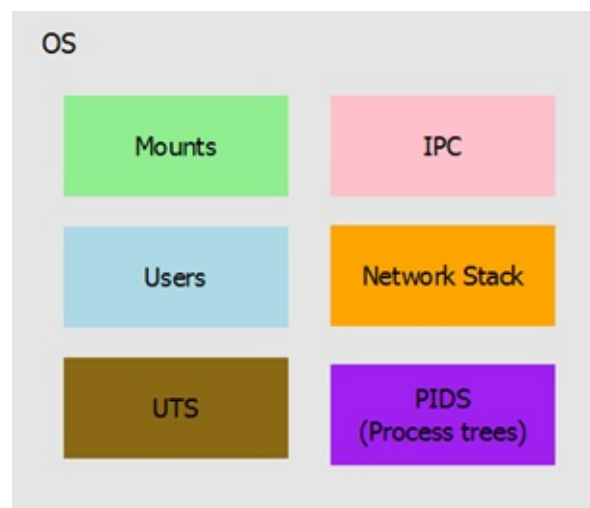 OS
Mounts
IPC
Users
Network Stack
UTS
PIDS
(Process trees)